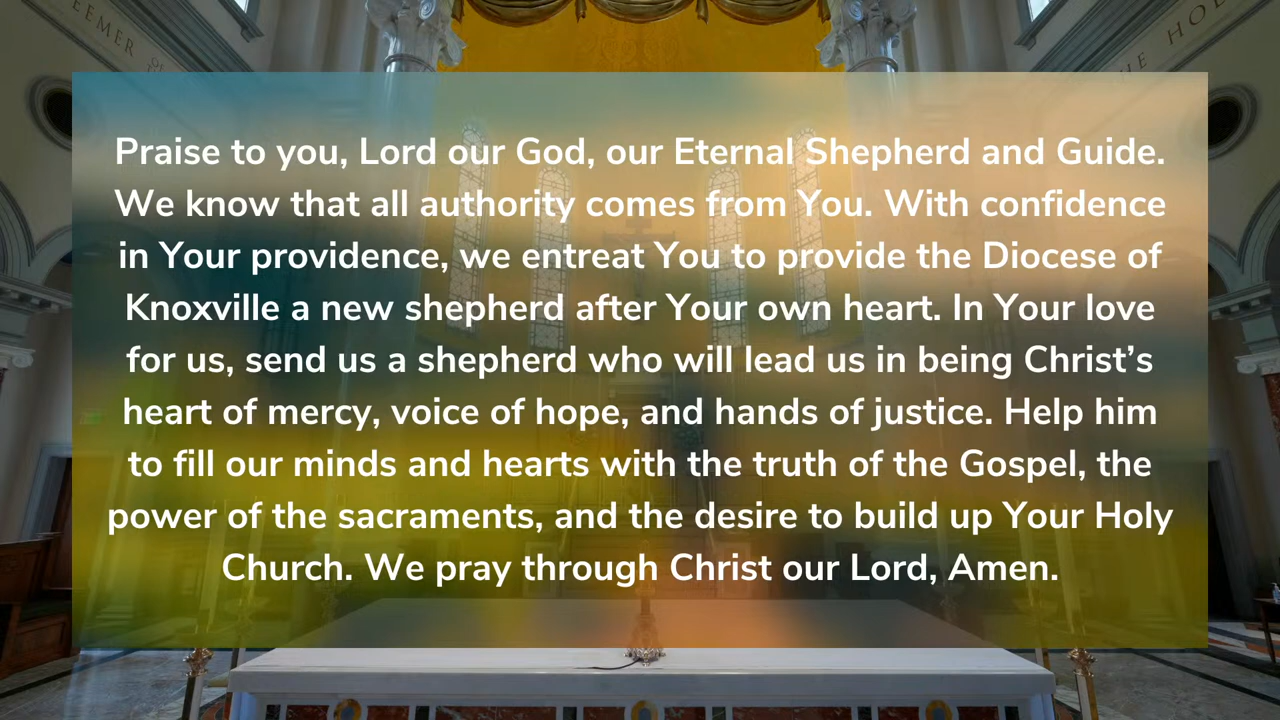 EEMER OF
THE HOL
Praise to you, Lord our God, our Eternal Shepherd and Guide.
We know that all authority comes from You. With confidence
in Your providence, we entreat You to provide the Diocese of
Knoxville a new shepherd after Your own heart. In Your love
for us, send us a shepherd who will lead us in being Christ’s
heart of mercy, voice of hope, and hands of justice. Help him
to fill our minds and hearts with the truth of the Gospel, the
power of the sacraments, and the desire to build up Your Holy
Church. We pray through Christ our Lord, Amen.